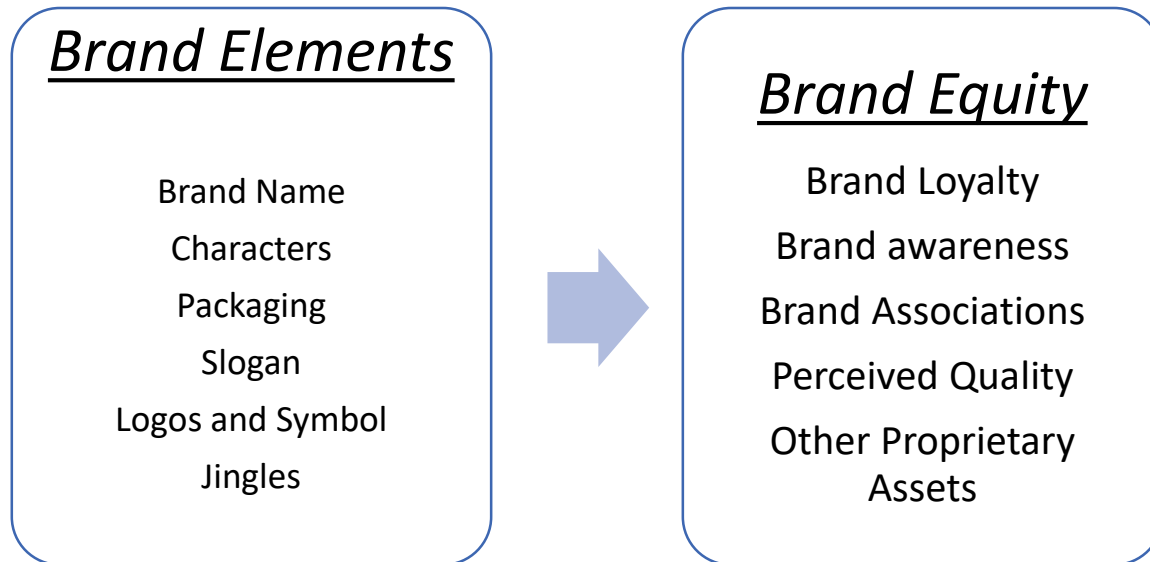 Brand Elements
Brand Name
Characters
Packaging
Slogan
Logos and Symbol
Jingles
Brand Equity
Brand Loyalty
Brand awareness
Brand Associations
Perceived Quality
Other Proprietary
Assets